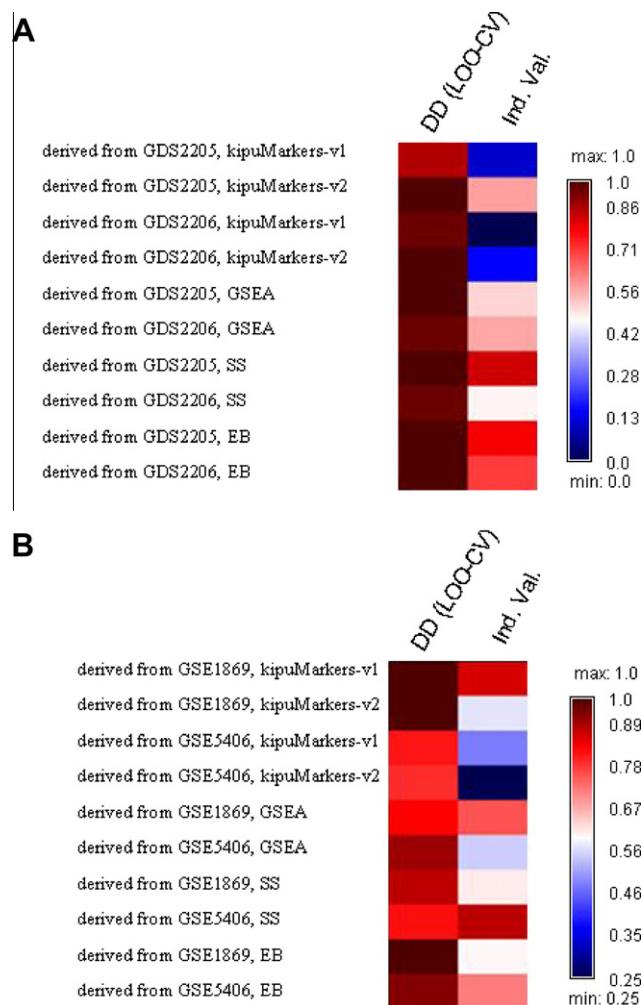 A
DD (LOO-CV)
Ind. Val.
derived from GDS2205, kipuMarkers-v1
derived from GDS2205, kipuMarkers-v2
derived from GDS2206, kipuMarkers-v1
derived from GDS2206, kipuMarkers-v2
derived from GDS2205, GSEA
derived from GDS2206, GSEA
derived from GDS2205, SS
derived from GDS2206, SS
derived from GDS2205, EB
derived from GDS2206, EB
max: 1.0
1.0
0.86
0.71
0.56
0.42
0.28
0.13
0.0
min: 0.0
B
DD (LOO-CV)
Ind. Val.
derived from GSE1869, kipuMarkers-v1
derived from GSE1869, kipuMarkers-v2
derived from GSE5406, kipuMarkers-v1
derived from GSE5406, kipuMarkers-v2
derived from GSE1869, GSEA
derived from GSE5406, GSEA
derived from GSE1869, SS
derived from GSE5406, SS
derived from GSE1869, EB
derived from GSE5406, EB
max: 1.0
1.0
0.89
0.78
0.67
0.56
0.46
0.35
0.25
min: 0.25